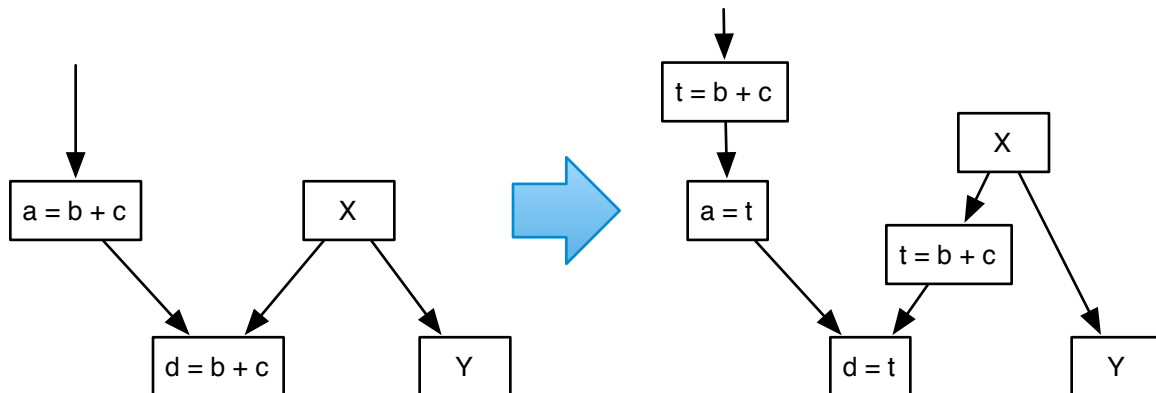 a = b + c
X
d = b + c
Y
t = b + c
a = t
X
t = b + c
d = t
Y